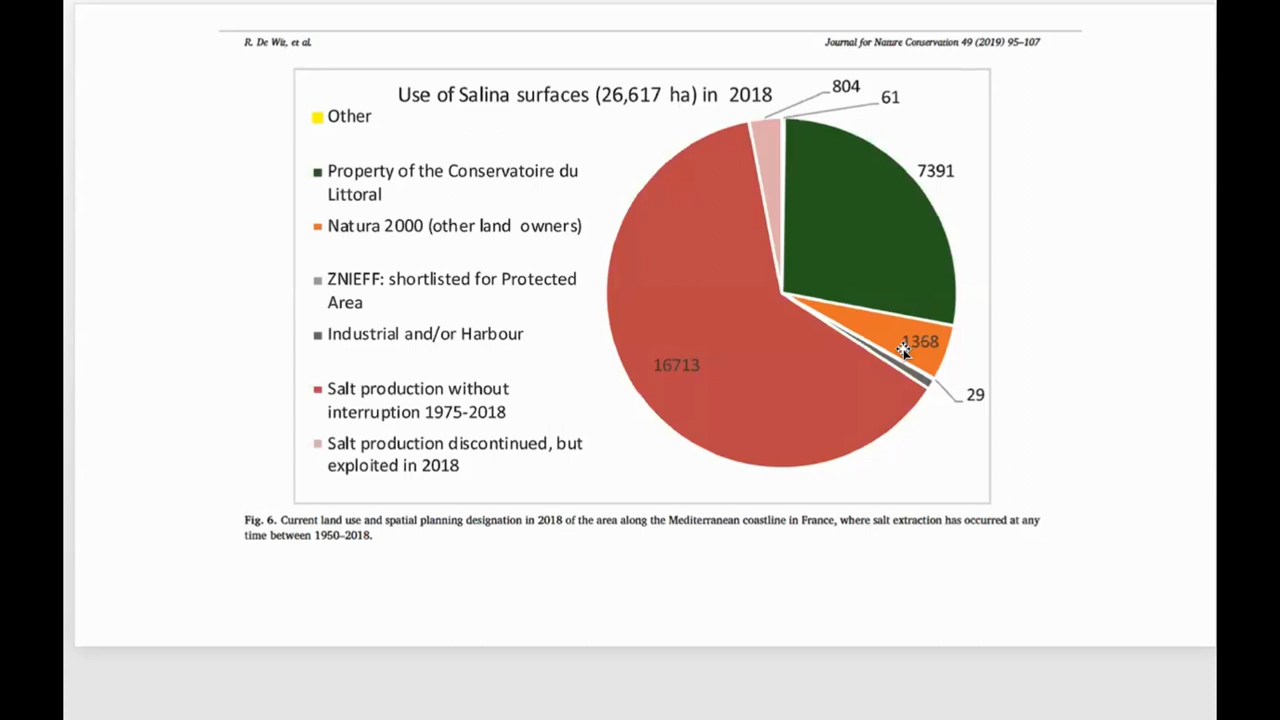 R. De Wit, et al.
Journal for Nature Conservation 49 (2019) 95–107
Use of Salina surfaces (26,617 ha) in 2018
Other
Property of the Conservatoire du
Littoral
Natura 2000 (other land owners)
ZNIEFF: shortlisted for Protected
Area
Industrial and/or Harbour
Salt production without
interruption 1975-2018
Salt production discontinued, but
exploited in 2018
804
61
7391
1368
29
16713
Fig. 6. Current land use and spatial planning designation in 2018 of the area along the Mediterranean coastline in France, where salt extraction has occurred at any
time between 1950–2018.